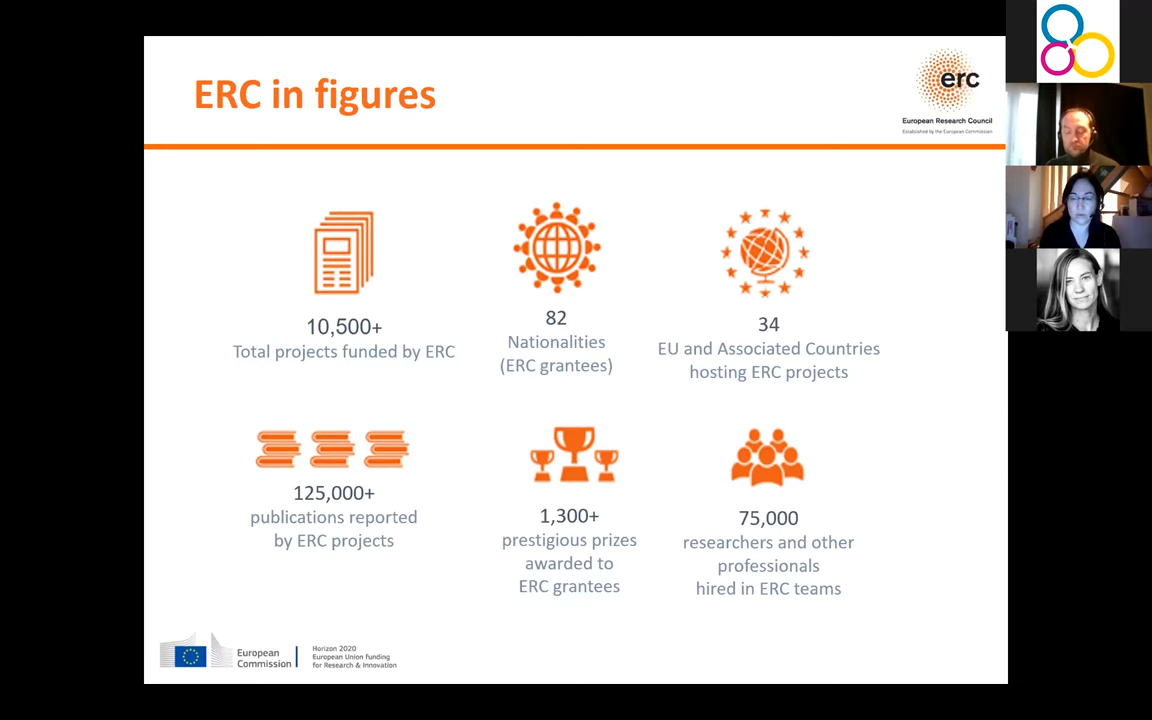 ERC in figures
erc
European Research Council
Established by the European Commission
10,500+
Total projects funded by ERC
82
Nationalities
(ERC grantees)
34
EU and Associated Countries
hosting ERC projects
125,000+
publications reported
by ERC projects
1,300+
prestigious prizes
awarded to
ERC grantees
75,000
researchers and other
professionals
hired in ERC teams
European
Commission
Horizon 2020
European Union funding
for Research & Innovation